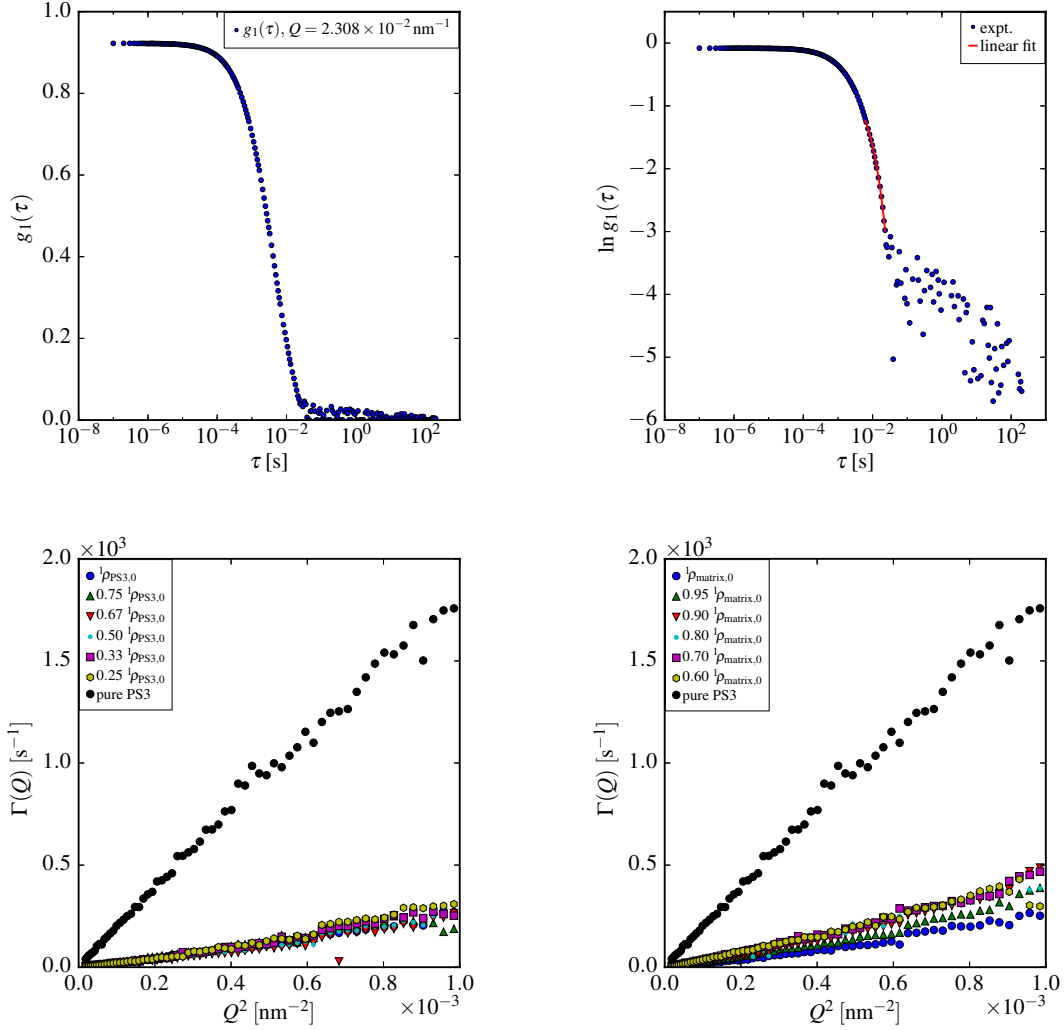 g₁(τ), Q = 2.308 × 10⁻² nm⁻¹
1.0
0.8
0.6
0.4
0.2
0.0
g₁(τ)
10⁻⁸ 10⁻⁶ 10⁻⁴ 10⁻² 10⁰ 10²
τ [s]
expt.
linear fit
0
−1
−2
−3
−4
−5
−6
ln g₁(τ)
10⁻⁸ 10⁻⁶ 10⁻⁴ 10⁻² 10⁰ 10²
τ [s]
×10³
2.0
1.5
1.0
0.5
0.0
Γ(Q) [s⁻¹]
¹ρPS3,0
0.75 ¹ρPS3,0
0.67 ¹ρPS3,0
0.50 ¹ρPS3,0
0.33 ¹ρPS3,0
0.25 ¹ρPS3,0
pure PS3
0.0 0.2 0.4 0.6 0.8 1.0
Q² [nm⁻²]
×10⁻³
×10³
2.0
1.5
1.0
0.5
0.0
Γ(Q) [s⁻¹]
¹ρmatrix,0
0.95 ¹ρmatrix,0
0.90 ¹ρmatrix,0
0.80 ¹ρmatrix,0
0.70 ¹ρmatrix,0
0.60 ¹ρmatrix,0
pure PS3
0.0 0.2 0.4 0.6 0.8 1.0
Q² [nm⁻²]
×10⁻³